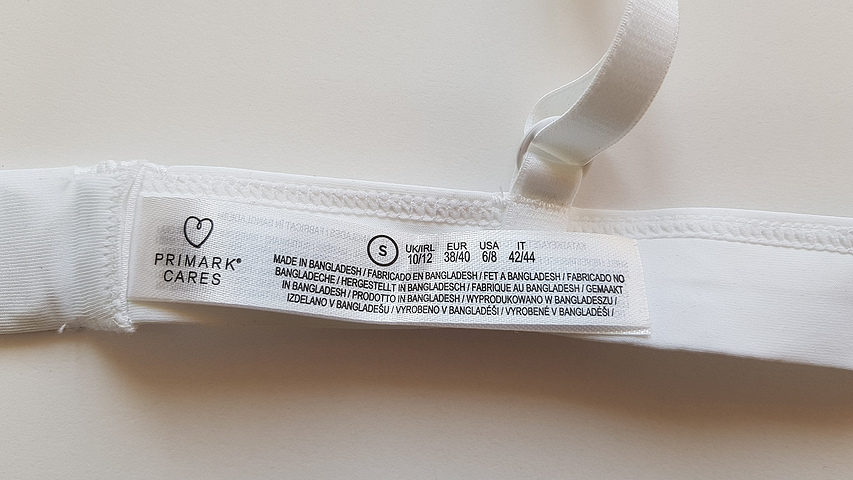 PRIMARK®
CARES
S UK/IRL EUR USA IT
10/12 38/40 6/8 42/44
MADE IN BANGLADESH / FABRICADO EN BANGLADESH / FET A BANGLADESH / FABRICADO NO
BANGLADECHE / HERGESTELLT IN BANGLADESCH / FABRIQUE AU BANGLADESH / GEMAAKT
IN BANGLADESH / PRODOTTO IN BANGLADESH / WYPRODUKOWANO W BANGLADESZU /
IZDELANO V BANGLADEŠU / VYROBENO V BANGLADÉŠI / VYROBENÉ V BANGLADÉŠI /